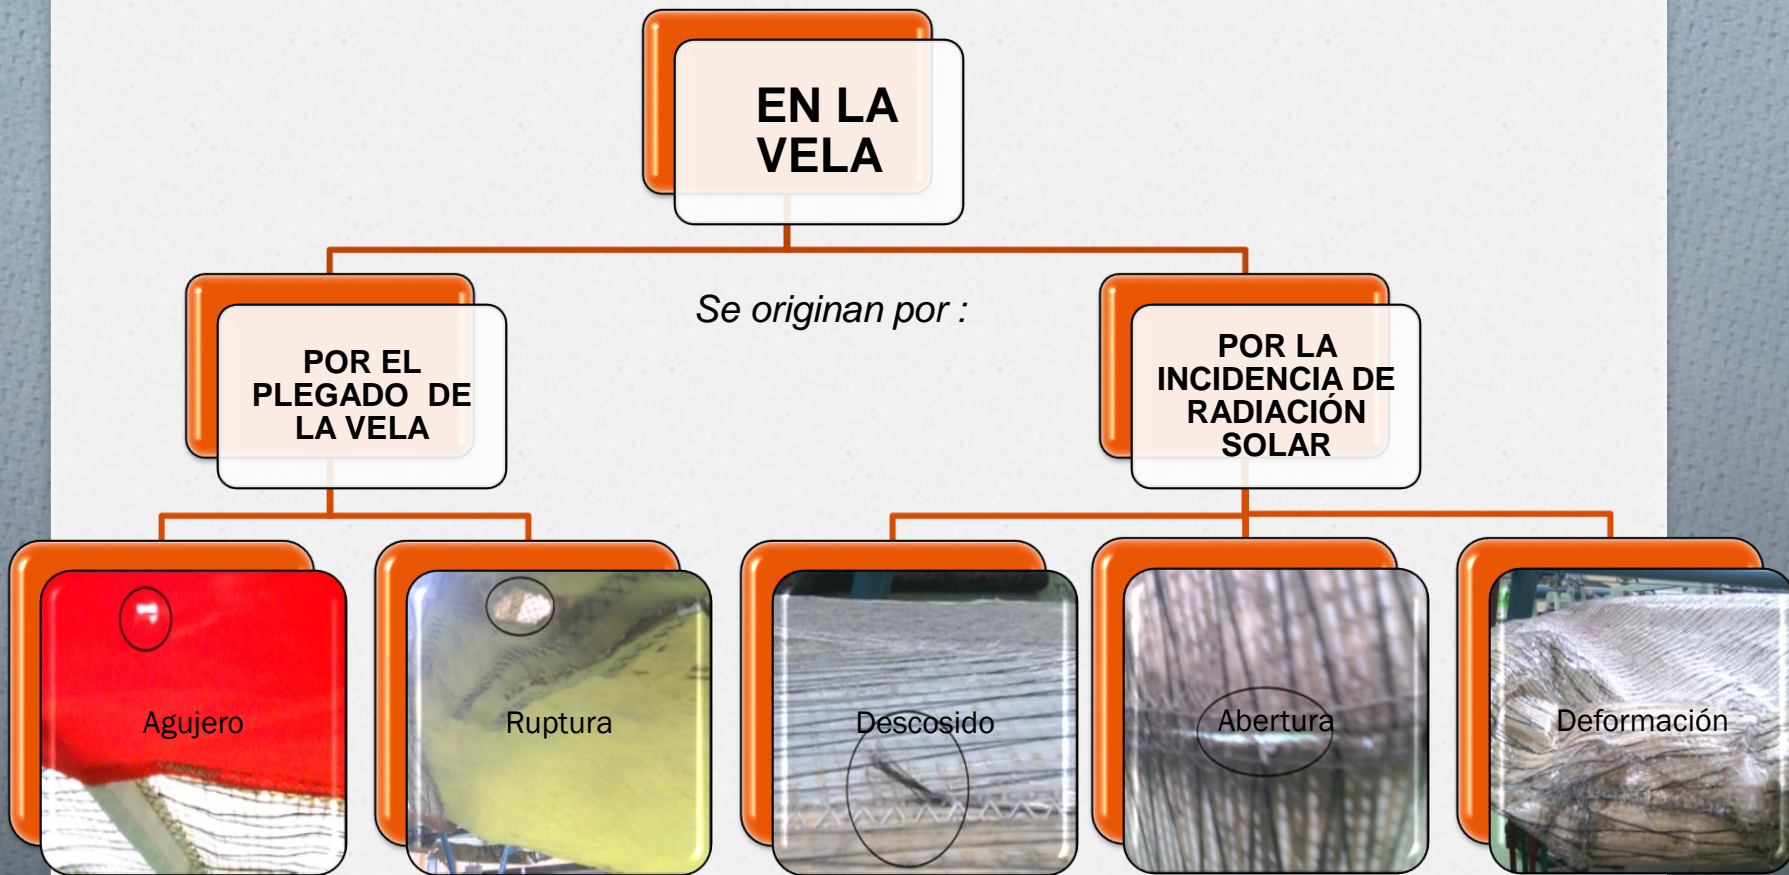 EN LA
VELA
Se originan por :
POR EL
PLEGADO DE
LA VELA
POR LA
INCIDENCIA DE
RADIACIÓN
SOLAR
Agujero
Ruptura
Descosido
Abertura
Deformación